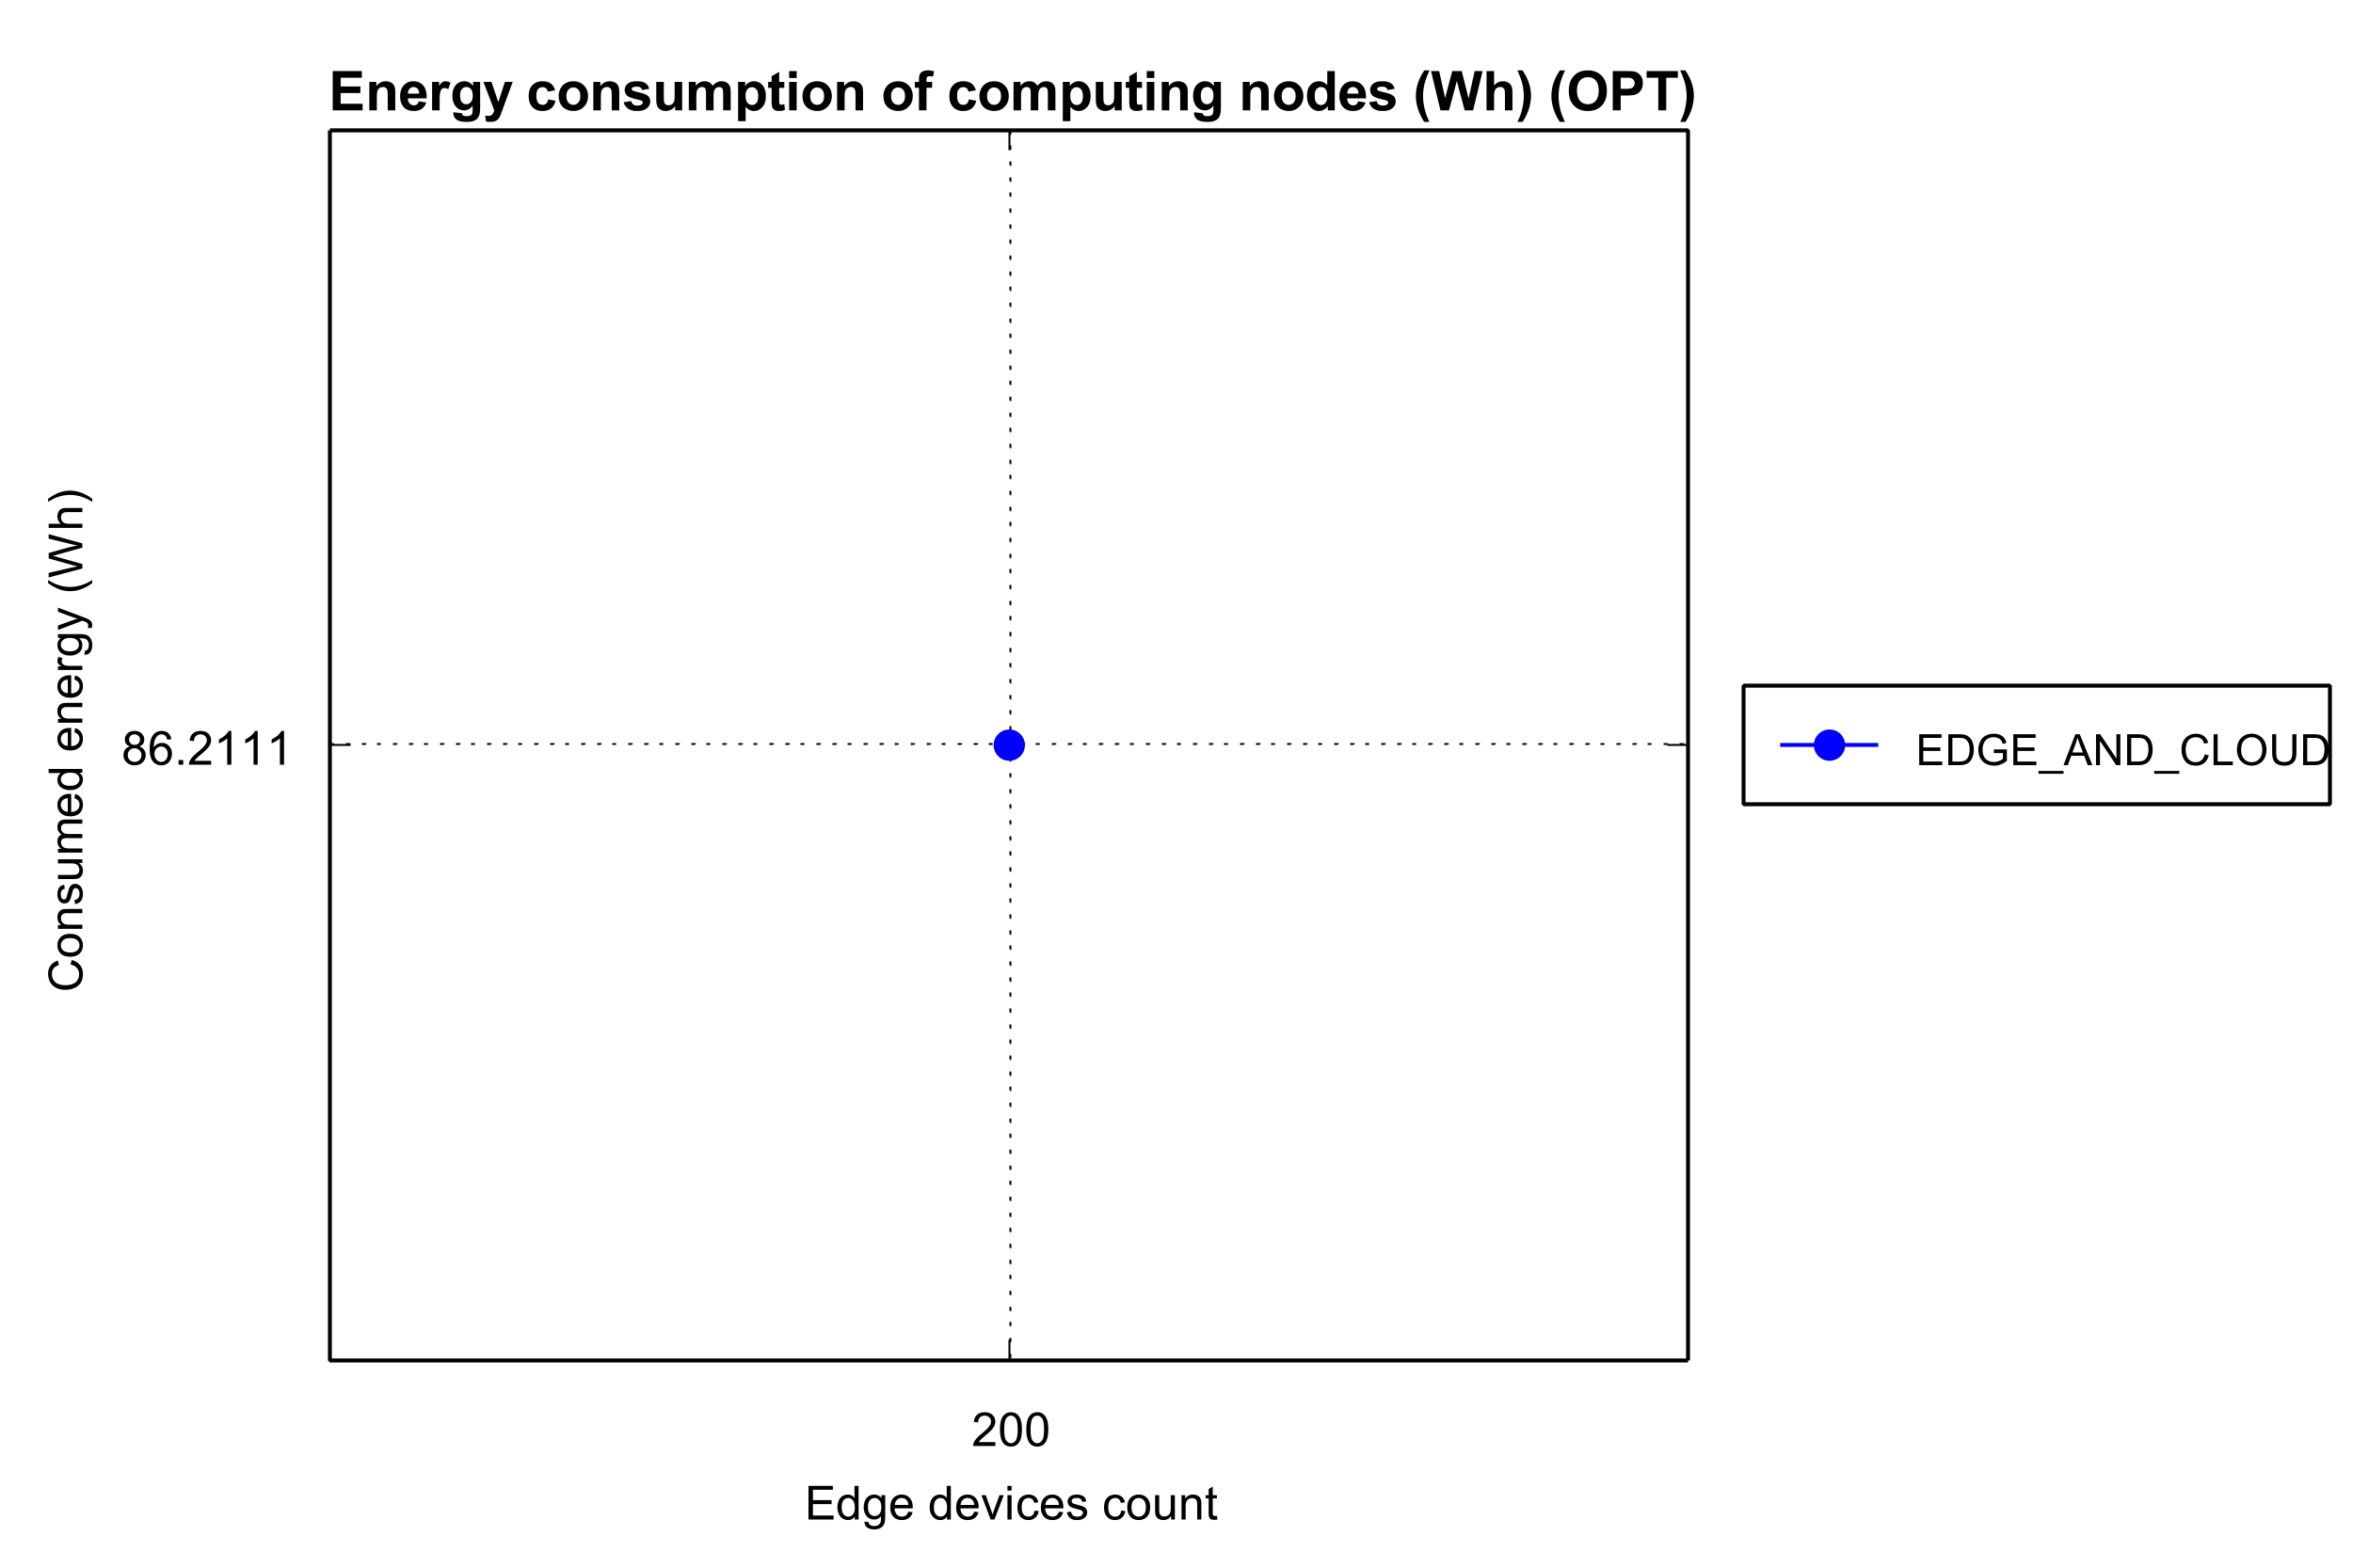 Energy consumption of computing nodes (Wh) (OPT)
Consumed energy (Wh)
86.2111
EDGE_AND_CLOUD
200
Edge devices count